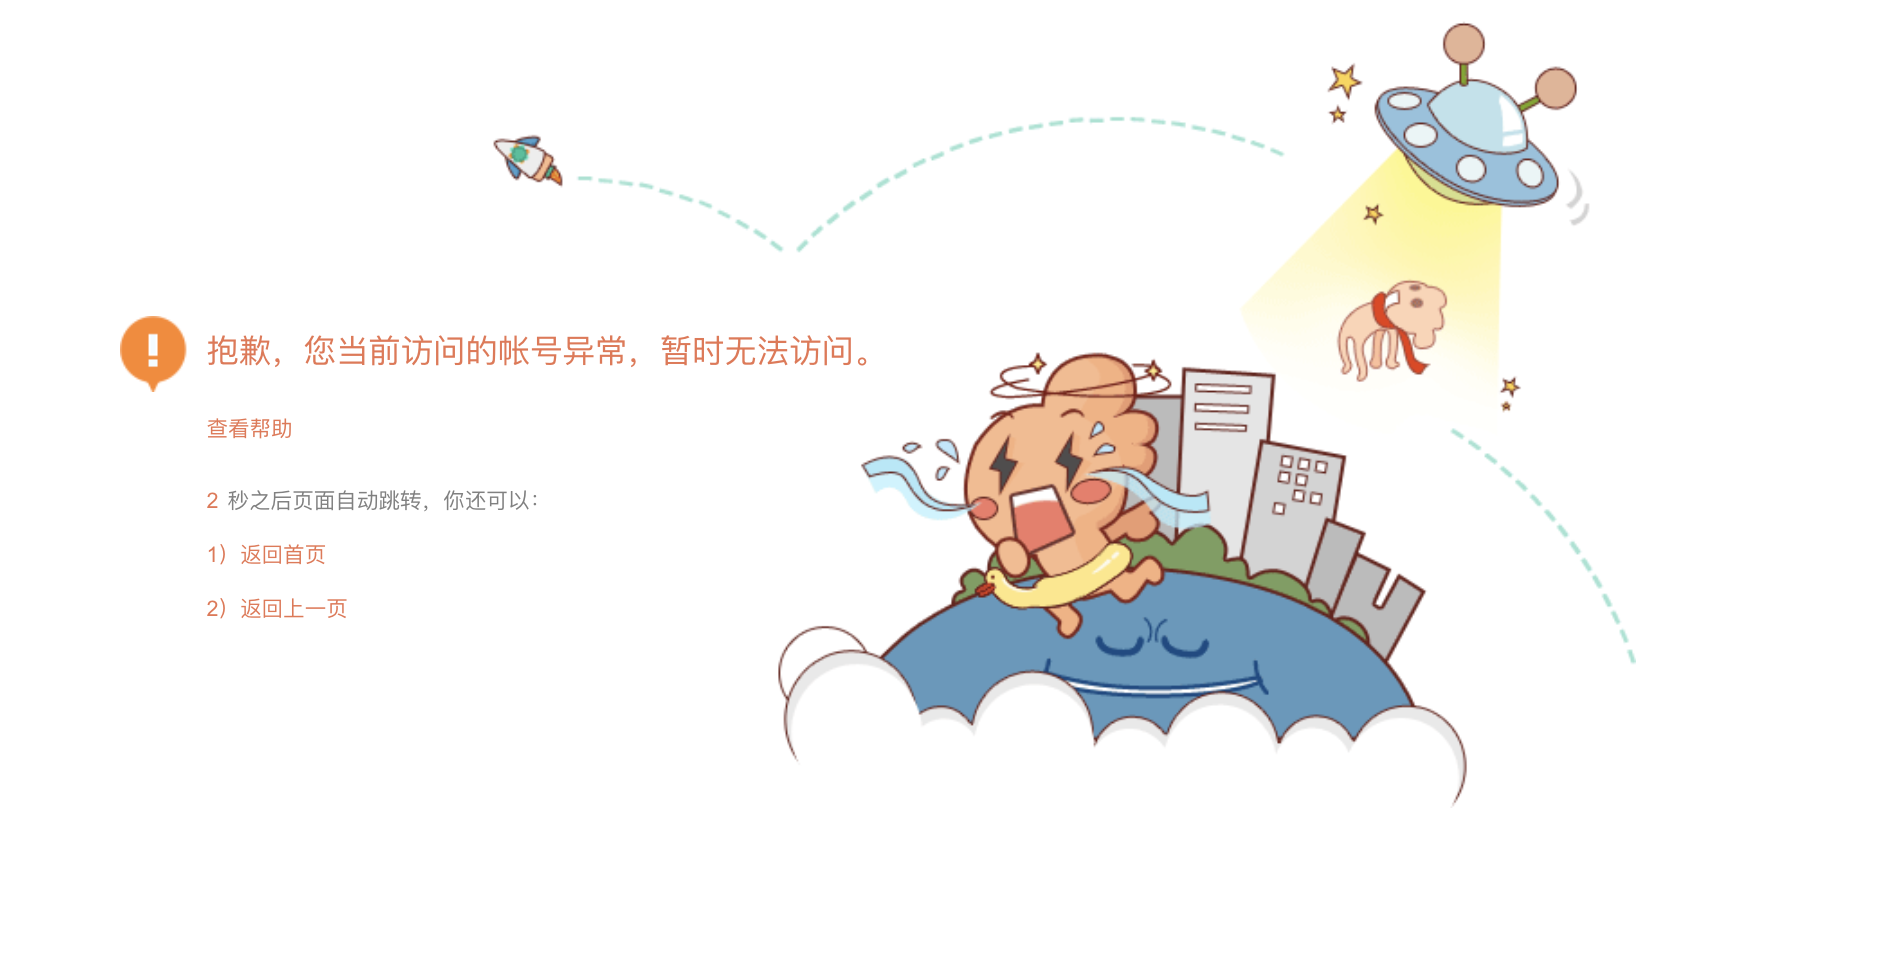 抱歉，您当前访问的帐号异常，暂时无法访问。
查看帮助
2 秒之后页面自动跳转，你还可以：
1）返回首页
2）返回上一页